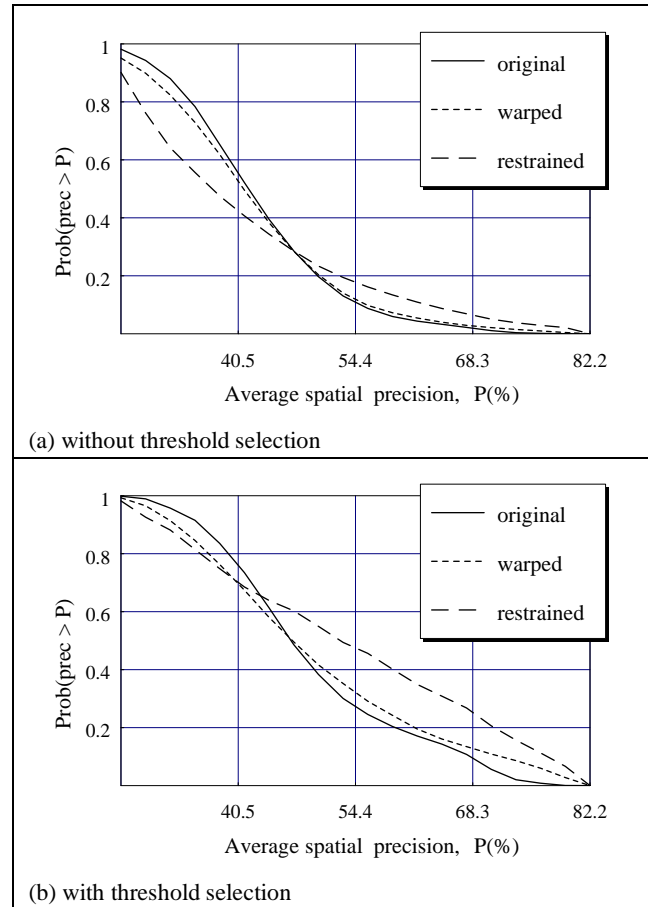 1
0.8
0.6
0.4
0.2
Prob(prec > P)
original
warped
restrained
40.5 54.4 68.3 82.2
Average spatial precision, P(%)
(a) without threshold selection
1
0.8
0.6
0.4
0.2
Prob(prec > P)
original
warped
restrained
40.5 54.4 68.3 82.2
Average spatial precision, P(%)
(b) with threshold selection